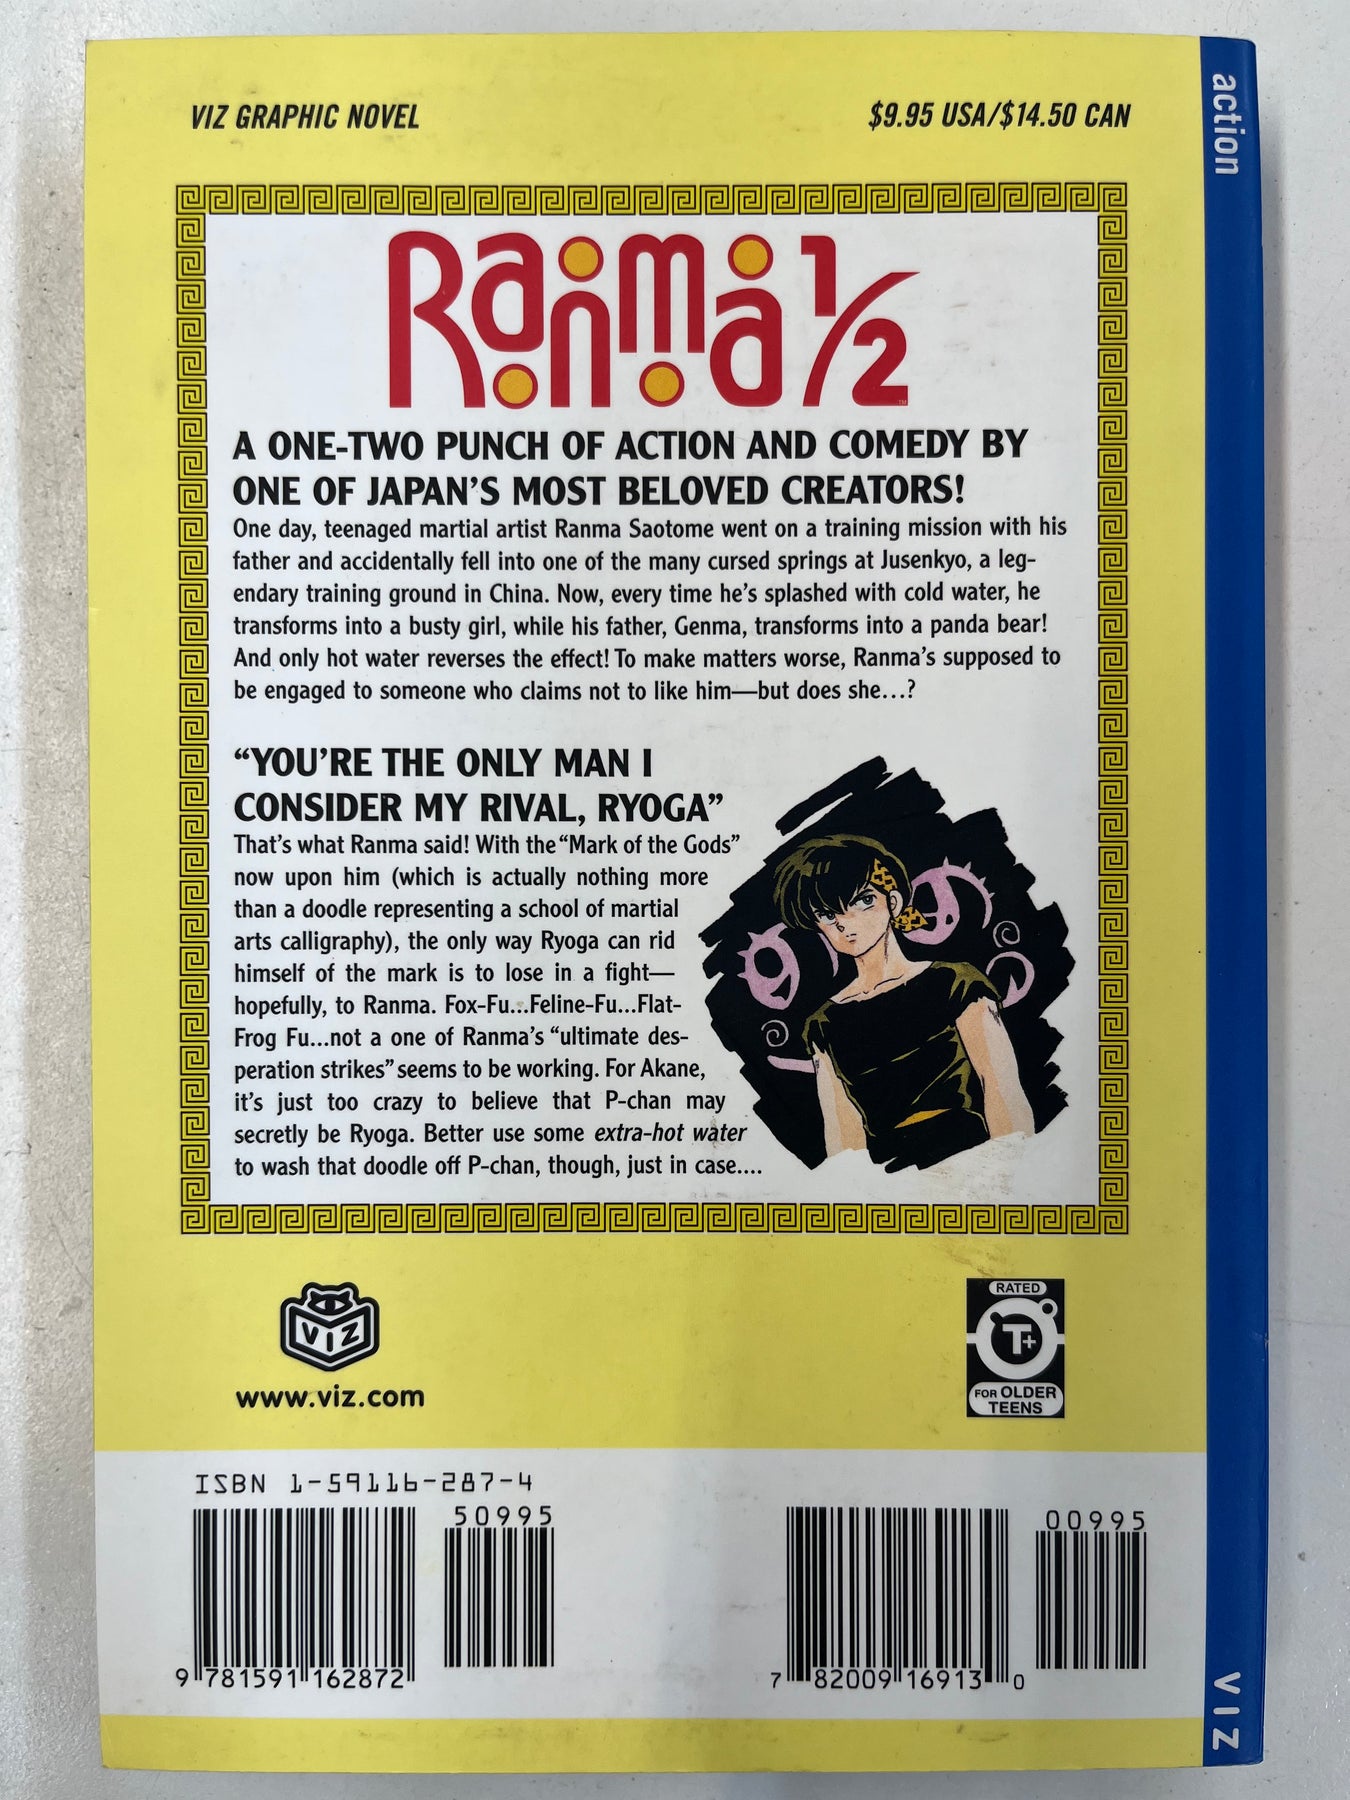 VIZ GRAPHIC NOVEL
$9.95 USA/$14.50 CAN
action
Ranma 1/2
TM
A ONE-TWO PUNCH OF ACTION AND COMEDY BY
ONE OF JAPAN'S MOST BELOVED CREATORS!
One day, teenaged martial artist Ranma Saotome went on a training mission with his
father and accidentally fell into one of the many cursed springs at Jusenkyo, a leg-
endary training ground in China. Now, every time he's splashed with cold water, he
transforms into a busty girl, while his father, Genma, transforms into a panda bear!
And only hot water reverses the effect! To make matters worse, Ranma's supposed to
be engaged to someone who claims not to like him—but does she...?
"YOU'RE THE ONLY MAN I
CONSIDER MY RIVAL, RYOGA"
That's what Ranma said! With the "Mark of the Gods"
now upon him (which is actually nothing more
than a doodle representing a school of martial
arts calligraphy), the only way Ryoga can rid
himself of the mark is to lose in a fight—
hopefully, to Ranma. Fox-Fu...Feline-Fu...Flat-
Frog Fu...not a one of Ranma's "ultimate des-
peration strikes" seems to be working. For Akane,
it's just too crazy to believe that P-chan may
secretly be Ryoga. Better use some extra-hot water
to wash that doodle off P-chan, though, just in case....
VIZ
www.viz.com
RATED
T+
FOR OLDER
TEENS
ISBN 1-59116-287-4
50995
9 781591 162872
00995
7 82009 16913 0
VIZ